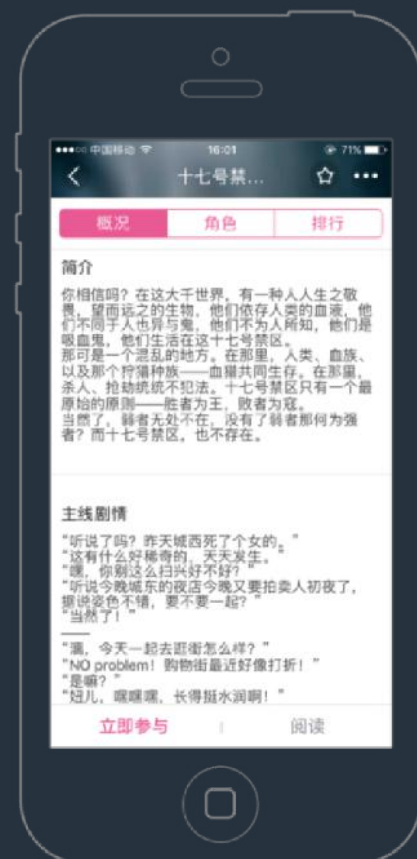 中国移动 16:01 71%
十七号禁...
概况 角色 排行
简介
你相信吗？在这大千世界，有一种人人生之敬
畏，望而远之的生物，他们依存人类的血液，他
们不同于人也异与鬼，他们不为人所知，他们是
吸血鬼，他们生活在这十七号禁区。
那可是一个混乱的地方。在那里，人类、血族、
以及那个狩猎种族——血猎共同生存。在那里，
杀人、抢劫统统不犯法。十七号禁区只有一个最
原始的原则——胜者为王，败者为寇。
当然了，弱者无处不在，没有了弱者那何为强
者？而十七号禁区，也不存在。
主线剧情
“听说了吗？昨天城西死了个女的。”
“这有什么好稀奇的，天天发生。”
“嘿，你别这么扫兴好不好？”
“听说今晚城东的夜店今晚又要拍卖人初夜了，
据说姿色不错，要不要一起？”
“当然了！”
——
“漓，今天一起去逛街怎么样？”
“NO problem！购物街最近好像打折！”
“是嘛？”
“妞儿，嘿嘿嘿，长得挺水润啊！”
立即参与 阅读